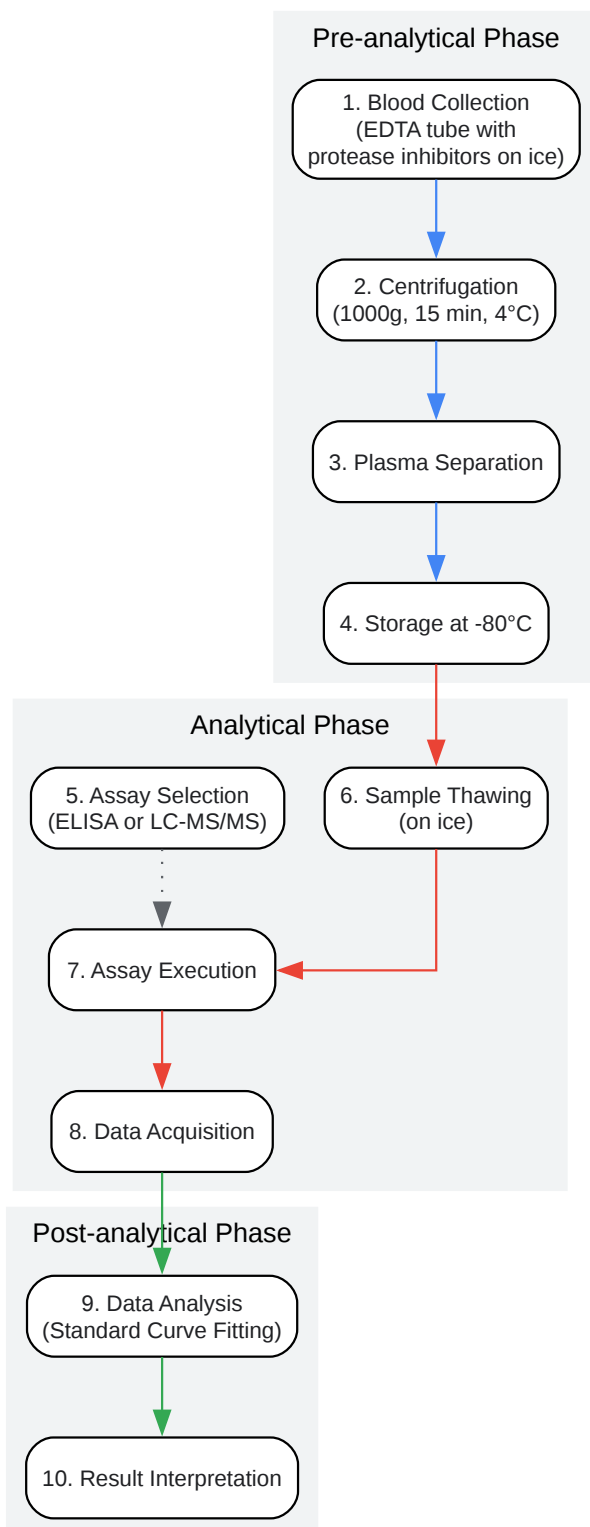 Pre-analytical Phase
1. Blood Collection
(EDTA tube with
protease inhibitors on ice)
2. Centrifugation
(1000g, 15 min, 4°C)
3. Plasma Separation
4. Storage at -80°C
Analytical Phase
5. Assay Selection
(ELISA or LC-MS/MS)
6. Sample Thawing
(on ice)
7. Assay Execution
8. Data Acquisition
Post-analytical Phase
9. Data Analysis
(Standard Curve Fitting)
10. Result Interpretation